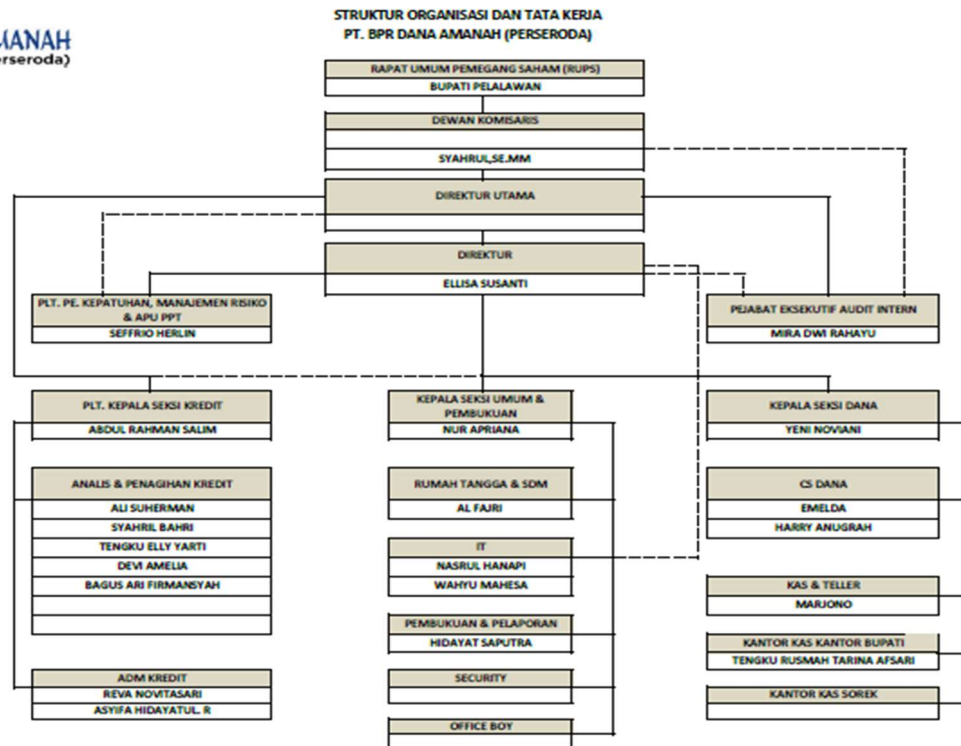 STRUKTUR ORGANISASI DAN TATA KERJA
PT. BPR DANA AMANAH (PERSERODA)
MANAH
erseroda)
RAPAT UMUM PEMEGANG SAHAM (RUPS)
BUPATI PELALAWAN
DEWAN KOMISARIS
SYAHRUL,SE.MM
DIREKTUR UTAMA
DIREKTUR
ELLISA SUSANTI
PLT. PE. KEPATUHAN, MANAJEMEN RISIKO
& APU PPT
SEFFRIO HERLIN
PEJABAT EKSEKUTIF AUDIT INTERN
MIRA DWI RAHAYU
PLT. KEPALA SEKSI KREDIT
ABDUL RAHMAN SALIM
KEPALA SEKSI UMUM &
PEMBUKUAN
NUR APRIANA
KEPALA SEKSI DANA
YENI NOVIANI
ANALIS & PENAGIHAN KREDIT
ALI SUHERMAN
SYAHRIL BAHRI
TENGKU ELLY YARTI
DEVI AMELIA
BAGUS ARI FIRMANSYAH
RUMAH TANGGA & SDM
AL FAJRI
CS DANA
EMELDA
HARRY ANUGRAH
IT
NASRUL HANAPI
WAHYU MAHESA
KAS & TELLER
MARJONO
PEMBUKUAN & PELAPORAN
HIDAYAT SAPUTRA
KANTOR KAS KANTOR BUPATI
TENGKU RUSMAH TARINA AFSARI
ADM KREDIT
REVA NOVITASARI
ASYIFA HIDAYATUL. R
SECURITY
KANTOR KAS SOREK
OFFICE BOY